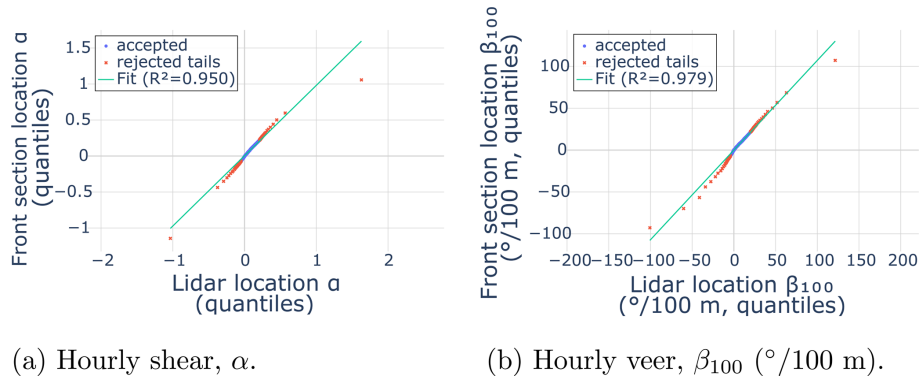 Front section location α
(quantiles)
1.5
1
0.5
0
−0.5
−1
accepted
rejected tails
Fit (R²=0.950)
−2 −1 0 1 2
Lidar location α
(quantiles)
(a) Hourly shear, α.
Front section location β₁₀₀
(°/100 m, quantiles)
100
50
0
−50
−100
accepted
rejected tails
Fit (R²=0.979)
−200 −150 −100 −50 0 50 100 150 200
Lidar location β₁₀₀
(°/100 m, quantiles)
(b) Hourly veer, β₁₀₀ (°/100 m).